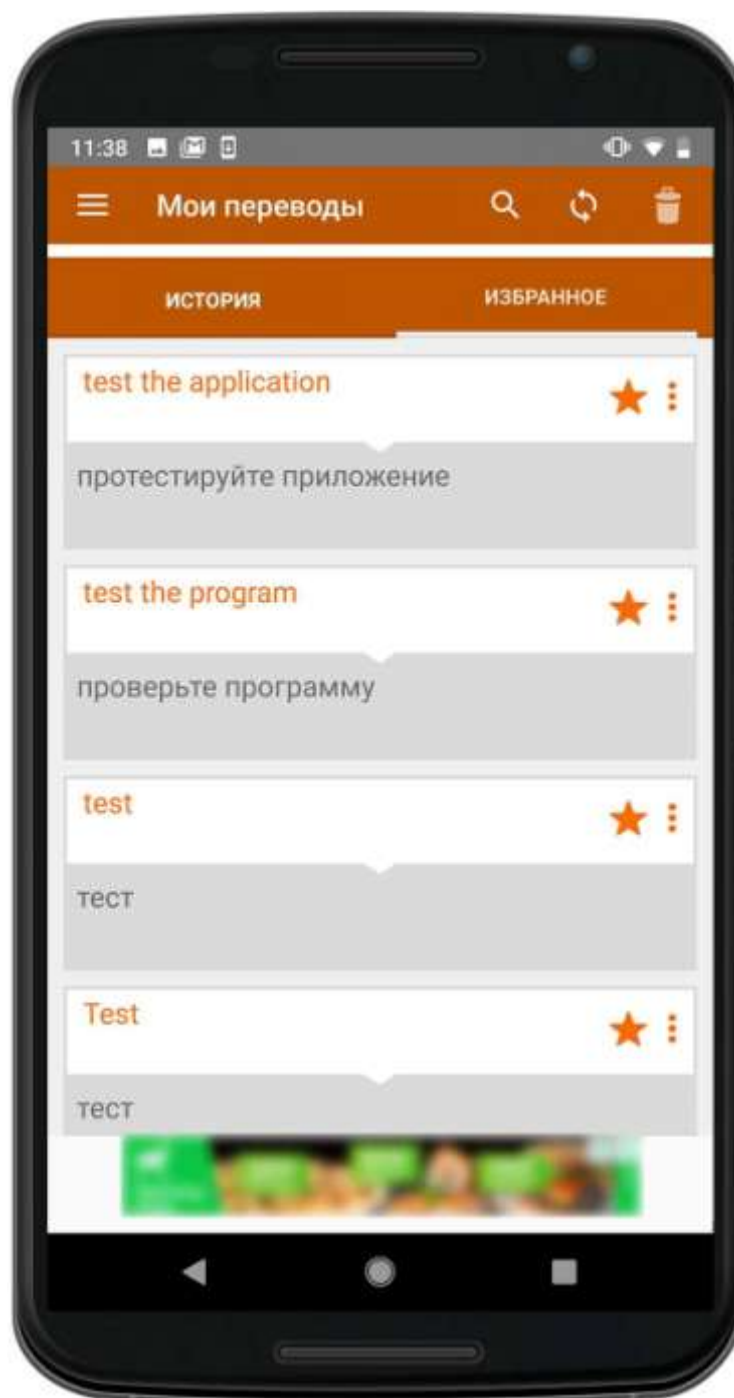 11:38
Мои переводы
ИСТОРИЯ
ИЗБРАННОЕ
test the application
протестируйте приложение
test the program
проверьте программу
test
тест
Test
тест